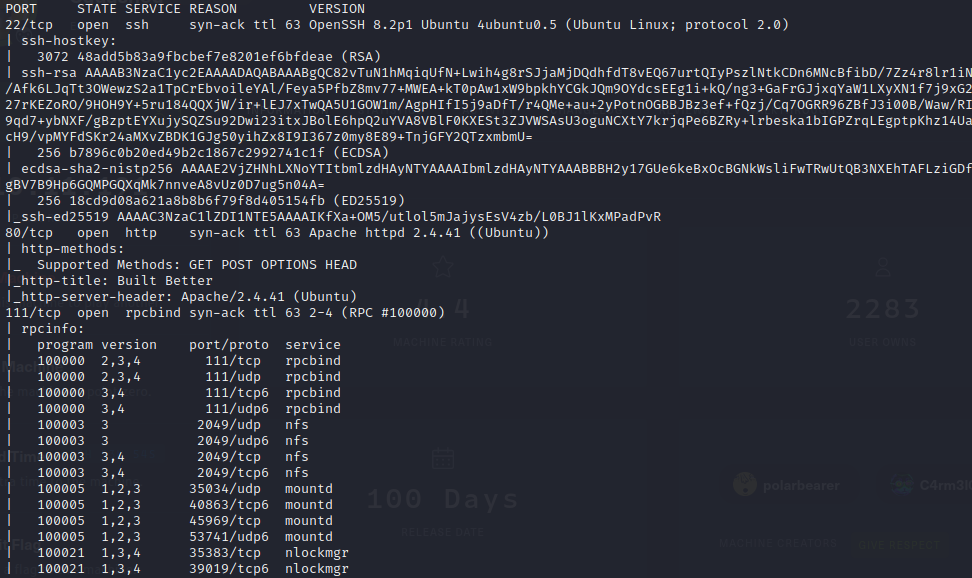 PORT     STATE SERVICE REASON         VERSION
22/tcp   open  ssh     syn-ack ttl 63 OpenSSH 8.2p1 Ubuntu 4ubuntu0.5 (Ubuntu Linux; protocol 2.0)
| ssh-hostkey:
|   3072 48add5b83a9fbcbef7e8201ef6bfdeae (RSA)
| ssh-rsa AAAAB3NzaC1yc2EAAAADAQABAAABgQC82vTuN1hMqiqUfN+Lwih4g8rSJjaMjDQdhfdT8vEQ67urtQIyPszlNtkCDn6MNcBfibD/7Zz4r8lr1iN
/Afk6LJqTt3OWewzS2a1TpCrEbvoileYAl/Feya5PfbZ8mv77+MWEA+kT0pAw1xW9bpkhYCGkJQm9OYdcsEEg1i+kQ/ng3+GaFrGJjxqYaW1LXyXN1f7j9xG2
27rKEZoRO/9HOH9Y+5ru184QQXjW/ir+lEJ7xTwQA5U1GOW1m/AgpHIfI5j9aDfT/r4QMe+au+2yPotnOGBBJBz3ef+fQzj/Cq7OGRR96ZBfJ3i00B/Waw/RI
9qd7+ybNXF/gBzptEYXujySQZSu92Dwi23itxJBolE6hpQ2uYVA8VBlF0KXESt3ZJVWSAsU3oguNCXtY7krjqPe6BZRy+lrbeska1bIGPZrqLEgptpKhz14Ua
cH9/vpMYFdSKr24aMXvZBDK1GJg50yihZx8I9I367z0my8E89+TnjGFY2QTzxmbmU=
|   256 b7896c0b20ed49b2c1867c2992741c1f (ECDSA)
| ecdsa-sha2-nistp256 AAAAE2VjZHNhLXNoYTItbmlzdHAyNTYAAAAIbmlzdHAyNTYAAABBBH2y17GUe6keBxOcBGNkWsliFwTRwUtQB3NXEhTAFLziGDf
gBV7B9Hp6GQMPGQXqMk7nnveA8vUz0D7ug5n04A=
|   256 18cd9d08a621a8b8b6f79f8d405154fb (ED25519)
|_ssh-ed25519 AAAAC3NzaC1lZDI1NTE5AAAAIKfXa+OM5/utlol5mJajysEsV4zb/L0BJ1lKxMPadPvR
80/tcp   open  http    syn-ack ttl 63 Apache httpd 2.4.41 ((Ubuntu))
| http-methods:
|_  Supported Methods: GET POST OPTIONS HEAD
|_http-title: Built Better
|_http-server-header: Apache/2.4.41 (Ubuntu)
111/tcp  open  rpcbind syn-ack ttl 63 2-4 (RPC #100000)
| rpcinfo:
|   program version    port/proto  service
|   100000  2,3,4        111/tcp   rpcbind
|   100000  2,3,4        111/udp   rpcbind
|   100000  3,4          111/tcp6  rpcbind
|   100000  3,4          111/udp6  rpcbind
|   100003  3           2049/udp   nfs
|   100003  3           2049/udp6  nfs
|   100003  3,4         2049/tcp   nfs
|   100003  3,4         2049/tcp6  nfs
|   100005  1,2,3      35034/udp   mountd
|   100005  1,2,3      40863/tcp6  mountd
|   100005  1,2,3      45969/tcp   mountd
|   100005  1,2,3      53741/udp6  mountd
|   100021  1,3,4      35383/tcp   nlockmgr
|   100021  1,3,4      39019/tcp6  nlockmgr
MACHINE RATING
2283
USER OWNS
100 Days
RELEASE DATE
polarbearer
MACHINE CREATORS
GIVE RESPECT